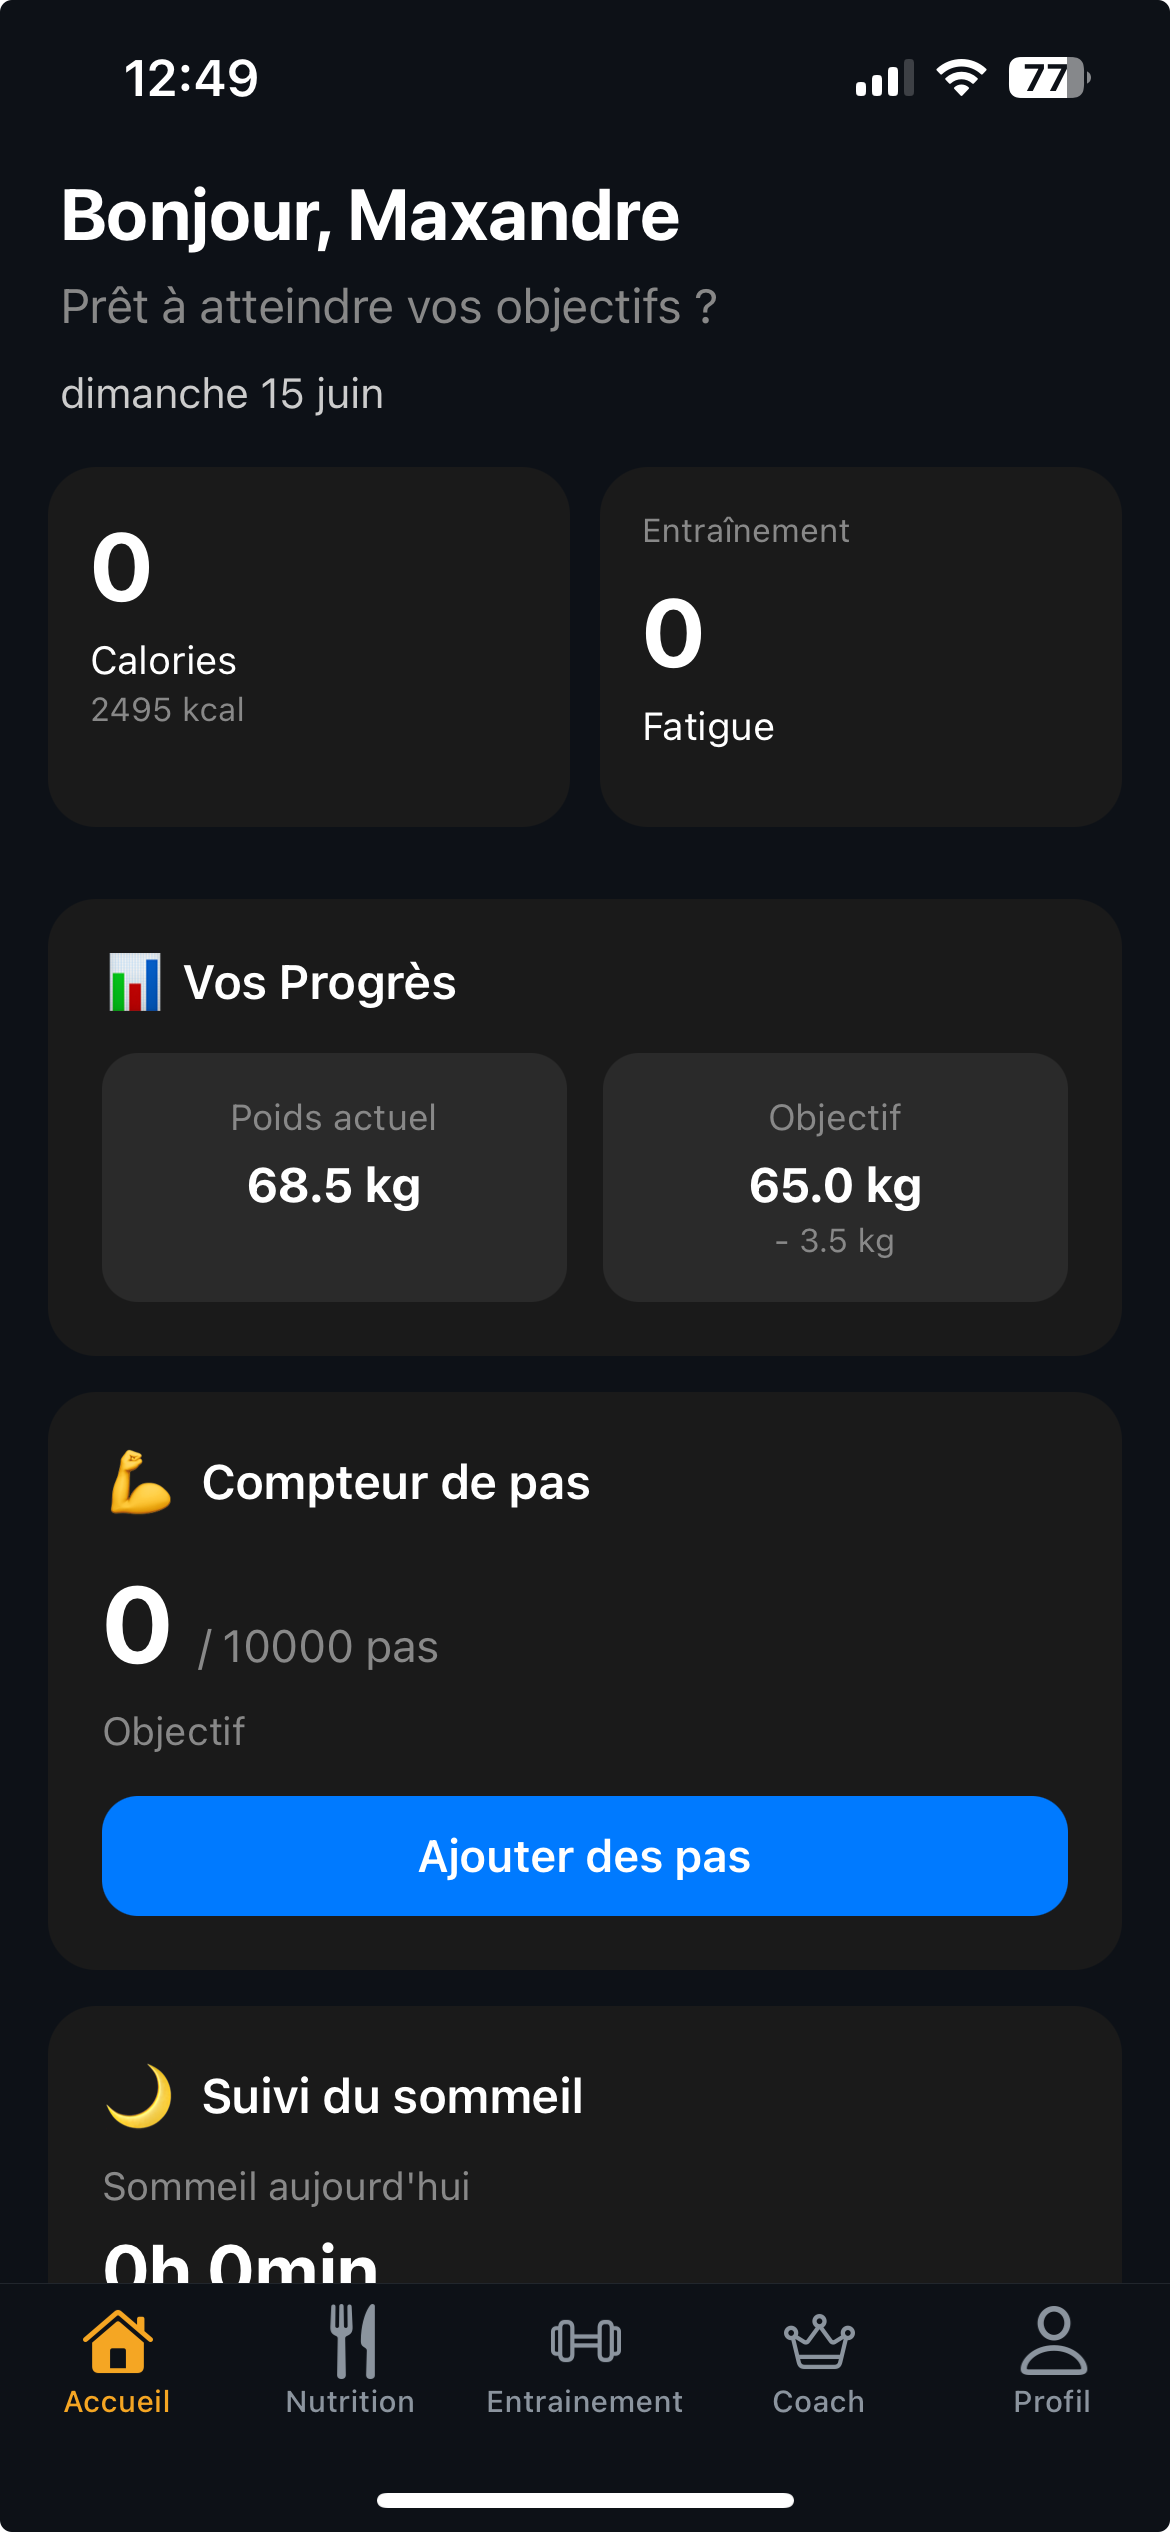 12:49
77
Bonjour, Maxandre
Prêt à atteindre vos objectifs ?
dimanche 15 juin
0
Calories
2495 kcal
Entraînement
0
Fatigue
Vos Progrès
Poids actuel
68.5 kg
Objectif
65.0 kg
- 3.5 kg
Compteur de pas
0 / 10000 pas
Objectif
Ajouter des pas
Suivi du sommeil
Sommeil aujourd'hui
0h 0min
Accueil
Nutrition
Entrainement
Coach
Profil